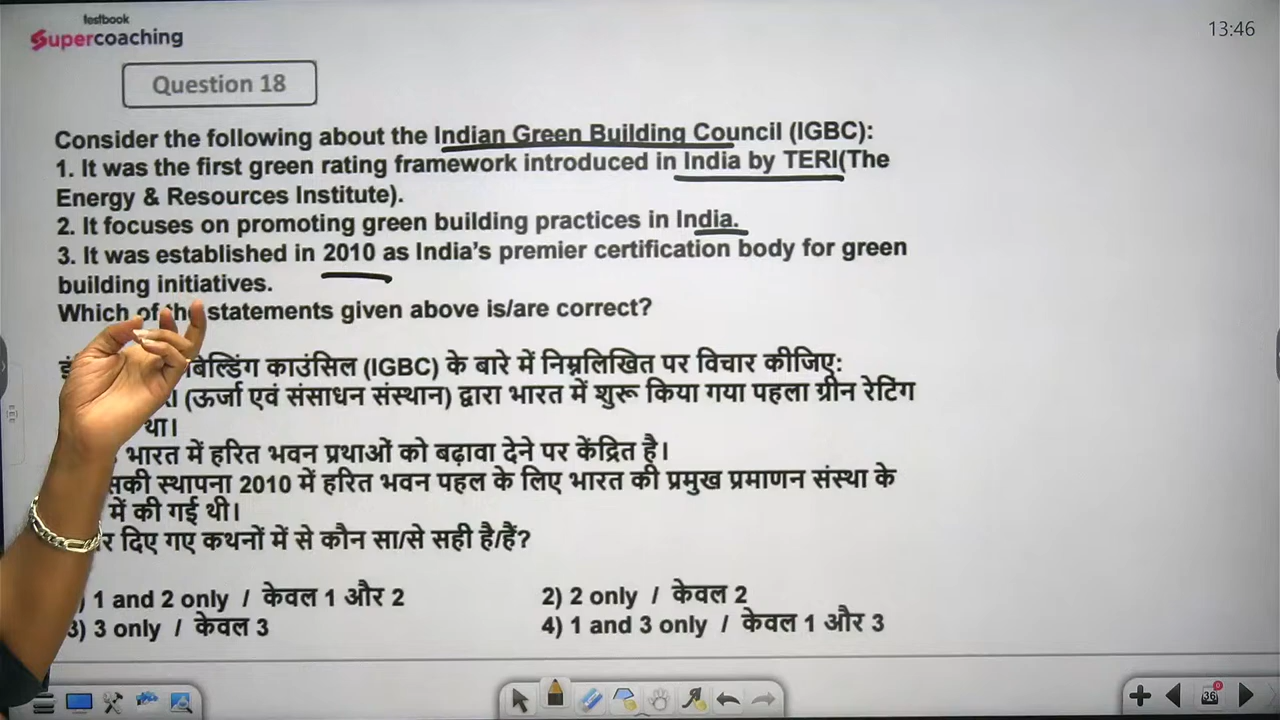 testbook
Supercoaching
13:46
Question 18
Consider the following about the Indian Green Building Council (IGBC):
1. It was the first green rating framework introduced in India by TERI(The
Energy & Resources Institute).
2. It focuses on promoting green building practices in India.
3. It was established in 2010 as India's premier certification body for green
building initiatives.
Which of the statements given above is/are correct?
बिल्डिंग काउंसिल (IGBC) के बारे में निम्नलिखित पर विचार कीजिए:
(ऊर्जा एवं संसाधन संस्थान) द्वारा भारत में शुरू किया गया पहला ग्रीन रेटिंग
था।
भारत में हरित भवन प्रथाओं को बढ़ावा देने पर केंद्रित है।
स्थापना 2010 में हरित भवन पहल के लिए भारत की प्रमुख प्रमाणन संस्था के
में की गई थी।
दिए गए कथनों में से कौन सा/से सही है/हैं?
1 and 2 only / केवल 1 और 2
2) 2 only / केवल 2
3) 3 only / केवल 3
4) 1 and 3 only / केवल 1 और 3
36